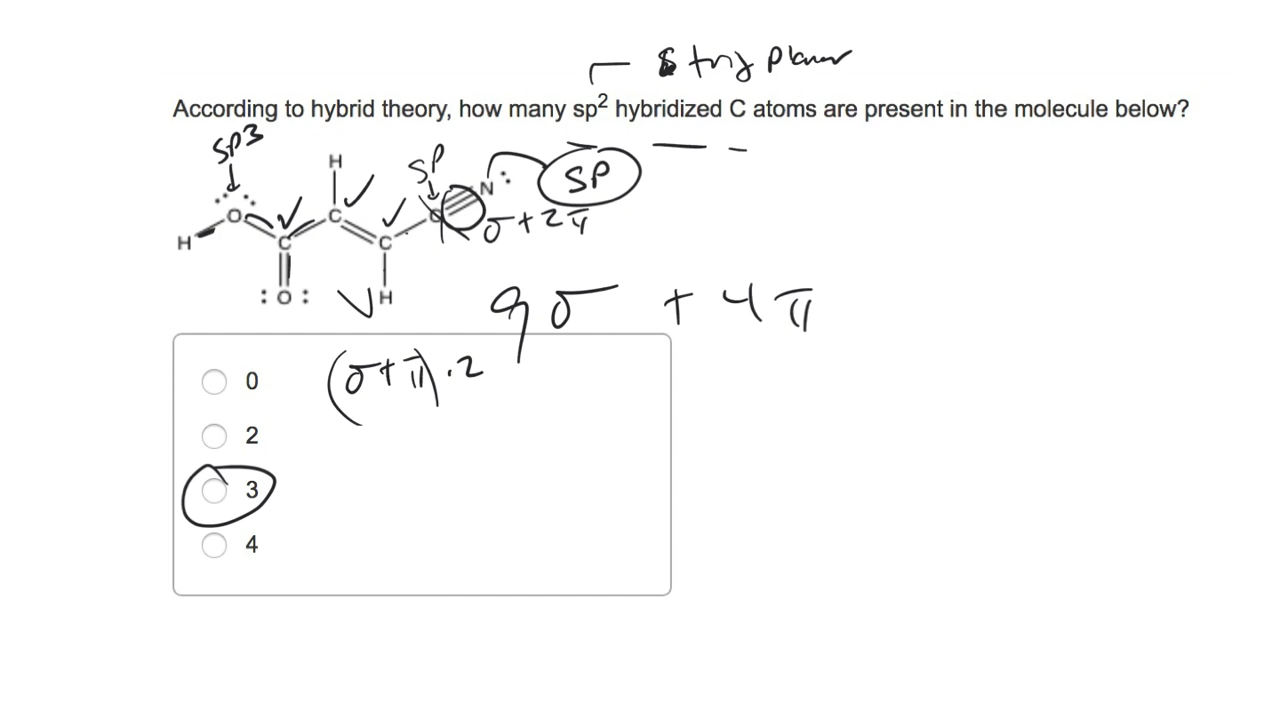 trig planar
According to hybrid theory, how many sp² hybridized C atoms are present in the molecule below?
SP3
H
SP
N :
SP
O
C
C
σ + 2π
H
C
C
: O :
H
9σ + 4π
(σ + π) · 2
0
2
3
4